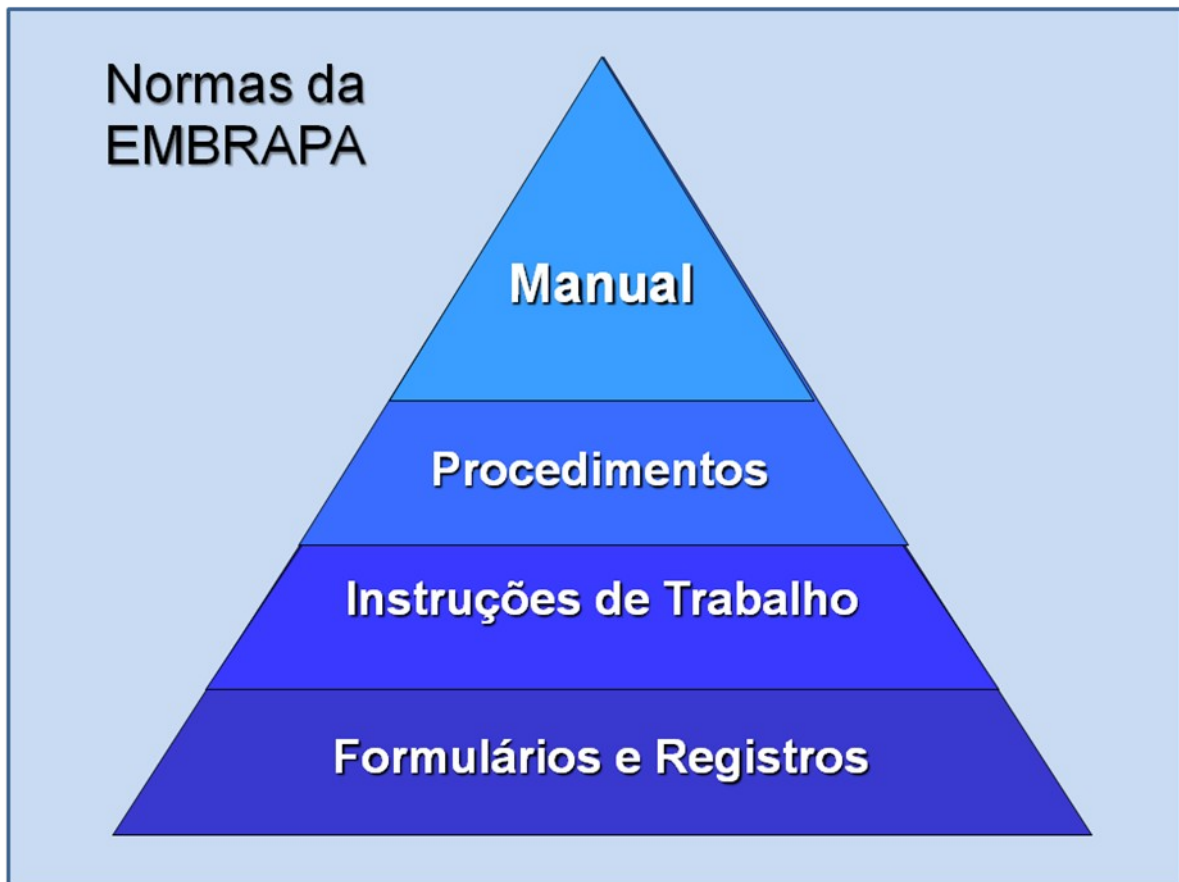 Normas da
EMBRAPA
Manual
Procedimentos
Instruções de Trabalho
Formulários e Registros